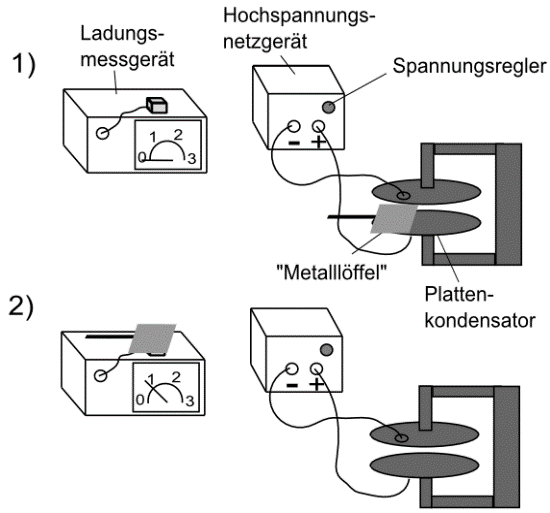 1)
Ladungs-
messgerät
0 1 2 3
Hochspannungs-
netzgerät
Spannungsregler
- +
"Metalllöffel"
Platten-
kondensator
2)
0 1 2 3
- +